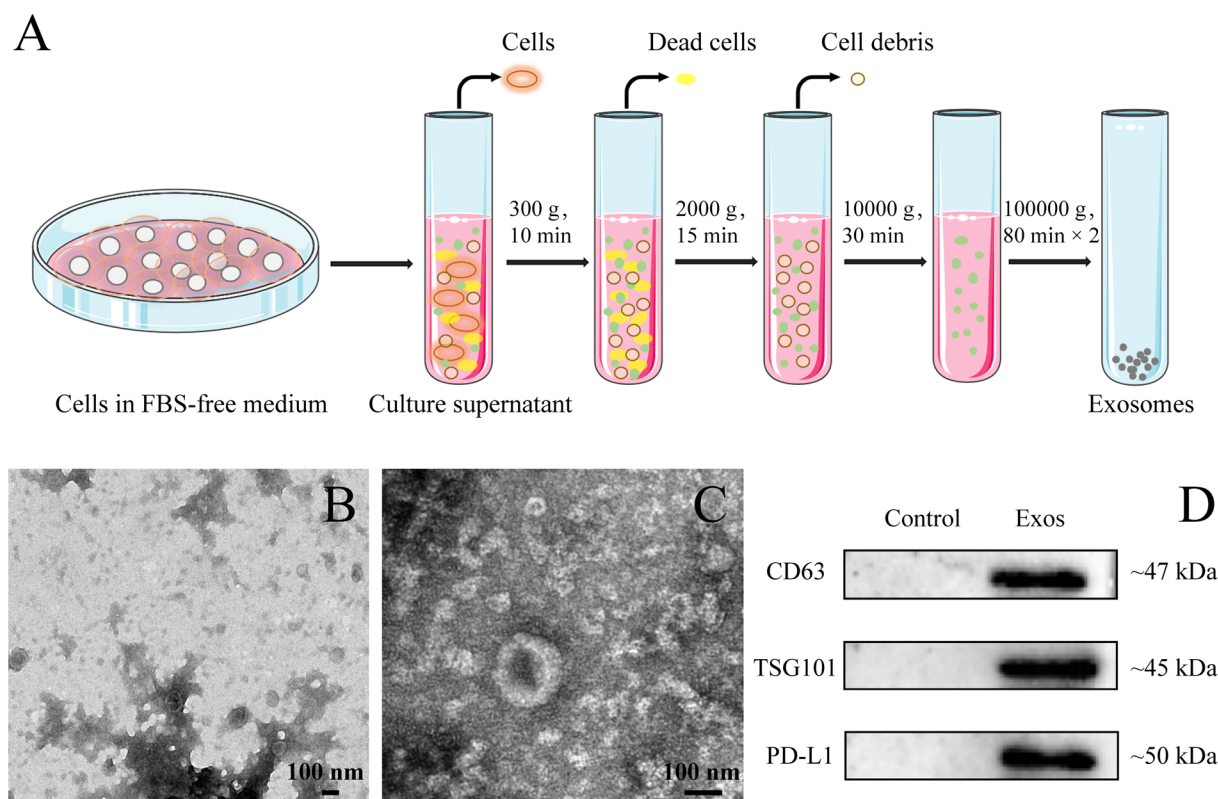 A
Cells
Dead cells
Cell debris
300 g,
10 min
2000 g,
15 min
10000 g,
30 min
100000 g,
80 min × 2
Cells in FBS-free medium
Culture supernatant
Exosomes
B
100 nm
C
100 nm
D
Control
Exos
CD63
~47 kDa
TSG101
~45 kDa
PD-L1
~50 kDa